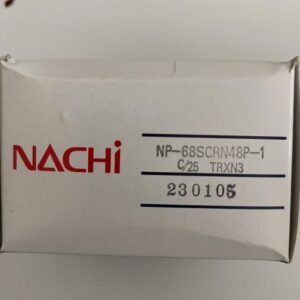 NACHi
NP-68SCRN48P-1
C/25 TRXN3
230105